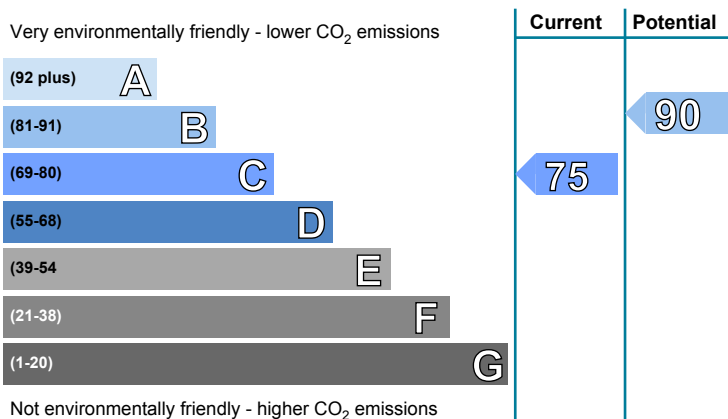 Very environmentally friendly - lower CO2 emissions
Current
Potential
(92 plus) A
(81-91) B
90
(69-80) C
75
(55-68) D
(39-54 E
(21-38) F
(1-20) G
Not environmentally friendly - higher CO2 emissions